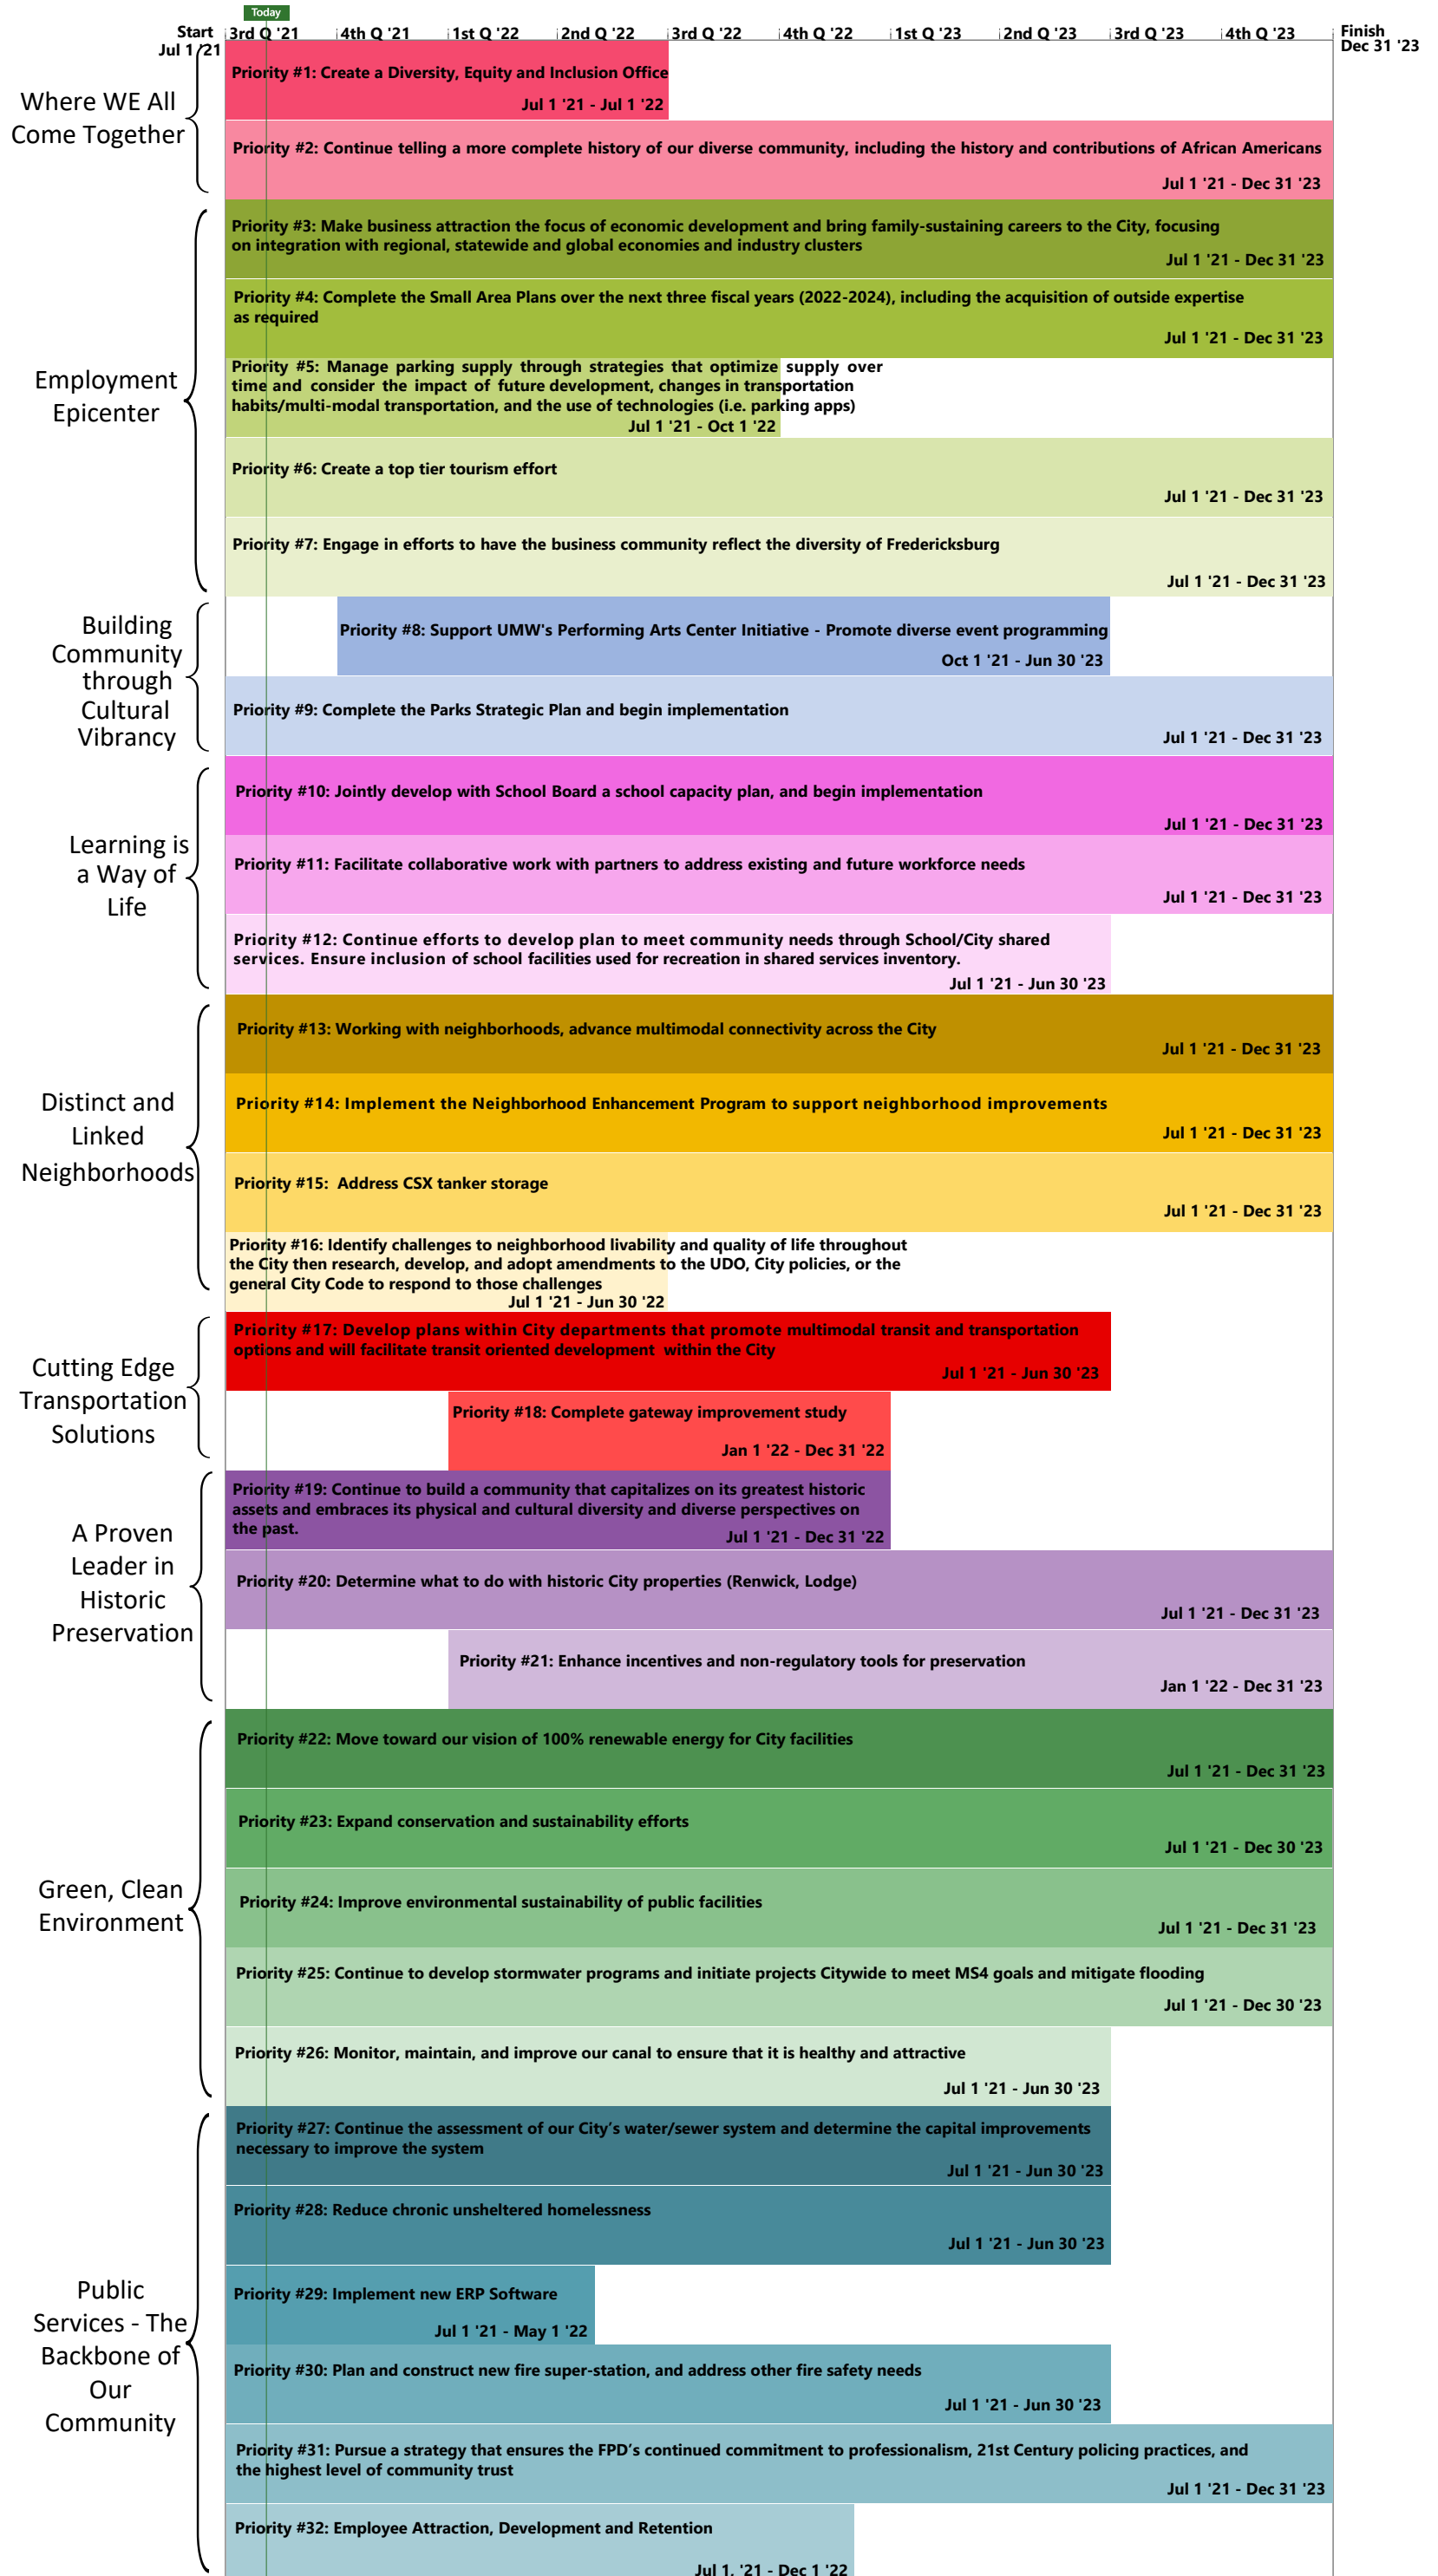 Today
Start
Jul 1 '21
3rd Q '21
4th Q '21
1st Q '22
2nd Q '22
3rd Q '22
4th Q '22
1st Q '23
2nd Q '23
3rd Q '23
4th Q '23
Finish
Dec 31 '23
Where WE All
Come Together
Priority #1: Create a Diversity, Equity and Inclusion Office
Jul 1 '21 - Jul 1 '22
Priority #2: Continue telling a more complete history of our diverse community, including the history and contributions of African Americans
Jul 1 '21 - Dec 31 '23
Employment
Epicenter
Priority #3: Make business attraction the focus of economic development and bring family-sustaining careers to the City, focusing
on integration with regional, statewide and global economies and industry clusters
Jul 1 '21 - Dec 31 '23
Priority #4: Complete the Small Area Plans over the next three fiscal years (2022-2024), including the acquisition of outside expertise
as required
Jul 1 '21 - Dec 31 '23
Priority #5: Manage parking supply through strategies that optimize supply over
time and consider the impact of future development, changes in transportation
habits/multi-modal transportation, and the use of technologies (i.e. parking apps)
Jul 1 '21 - Oct 1 '22
Priority #6: Create a top tier tourism effort
Jul 1 '21 - Dec 31 '23
Priority #7: Engage in efforts to have the business community reflect the diversity of Fredericksburg
Jul 1 '21 - Dec 31 '23
Building
Community
through
Cultural
Vibrancy
Priority #8: Support UMW's Performing Arts Center Initiative - Promote diverse event programming
Oct 1 '21 - Jun 30 '23
Priority #9: Complete the Parks Strategic Plan and begin implementation
Jul 1 '21 - Dec 31 '23
Learning is
a Way of
Life
Priority #10: Jointly develop with School Board a school capacity plan, and begin implementation
Jul 1 '21 - Dec 31 '23
Priority #11: Facilitate collaborative work with partners to address existing and future workforce needs
Jul 1 '21 - Dec 31 '23
Priority #12: Continue efforts to develop plan to meet community needs through School/City shared
services. Ensure inclusion of school facilities used for recreation in shared services inventory.
Jul 1 '21 - Jun 30 '23
Distinct and
Linked
Neighborhoods
Priority #13: Working with neighborhoods, advance multimodal connectivity across the City
Jul 1 '21 - Dec 31 '23
Priority #14: Implement the Neighborhood Enhancement Program to support neighborhood improvements
Jul 1 '21 - Dec 31 '23
Priority #15: Address CSX tanker storage
Jul 1 '21 - Dec 31 '23
Priority #16: Identify challenges to neighborhood livability and quality of life throughout
the City then research, develop, and adopt amendments to the UDO, City policies, or the
general City Code to respond to those challenges
Jul 1 '21 - Jun 30 '22
Cutting Edge
Transportation
Solutions
Priority #17: Develop plans within City departments that promote multimodal transit and transportation
options and will facilitate transit oriented development within the City
Jul 1 '21 - Jun 30 '23
Priority #18: Complete gateway improvement study
Jan 1 '22 - Dec 31 '22
A Proven
Leader in
Historic
Preservation
Priority #19: Continue to build a community that capitalizes on its greatest historic
assets and embraces its physical and cultural diversity and diverse perspectives on
the past.
Jul 1 '21 - Dec 31 '22
Priority #20: Determine what to do with historic City properties (Renwick, Lodge)
Jul 1 '21 - Dec 31 '23
Priority #21: Enhance incentives and non-regulatory tools for preservation
Jan 1 '22 - Dec 31 '23
Green, Clean
Environment
Priority #22: Move toward our vision of 100% renewable energy for City facilities
Jul 1 '21 - Dec 31 '23
Priority #23: Expand conservation and sustainability efforts
Jul 1 '21 - Dec 30 '23
Priority #24: Improve environmental sustainability of public facilities
Jul 1 '21 - Dec 31 '23
Priority #25: Continue to develop stormwater programs and initiate projects Citywide to meet MS4 goals and mitigate flooding
Jul 1 '21 - Dec 30 '23
Priority #26: Monitor, maintain, and improve our canal to ensure that it is healthy and attractive
Jul 1 '21 - Jun 30 '23
Public
Services - The
Backbone of
Our
Community
Priority #27: Continue the assessment of our City’s water/sewer system and determine the capital improvements
necessary to improve the system
Jul 1 '21 - Jun 30 '23
Priority #28: Reduce chronic unsheltered homelessness
Jul 1 '21 - Jun 30 '23
Priority #29: Implement new ERP Software
Jul 1 '21 - May 1 '22
Priority #30: Plan and construct new fire super-station, and address other fire safety needs
Jul 1 '21 - Jun 30 '23
Priority #31: Pursue a strategy that ensures the FPD’s continued commitment to professionalism, 21st Century policing practices, and
the highest level of community trust
Jul 1 '21 - Dec 31 '23
Priority #32: Employee Attraction, Development and Retention
Jul 1, '21 - Dec 1 '22